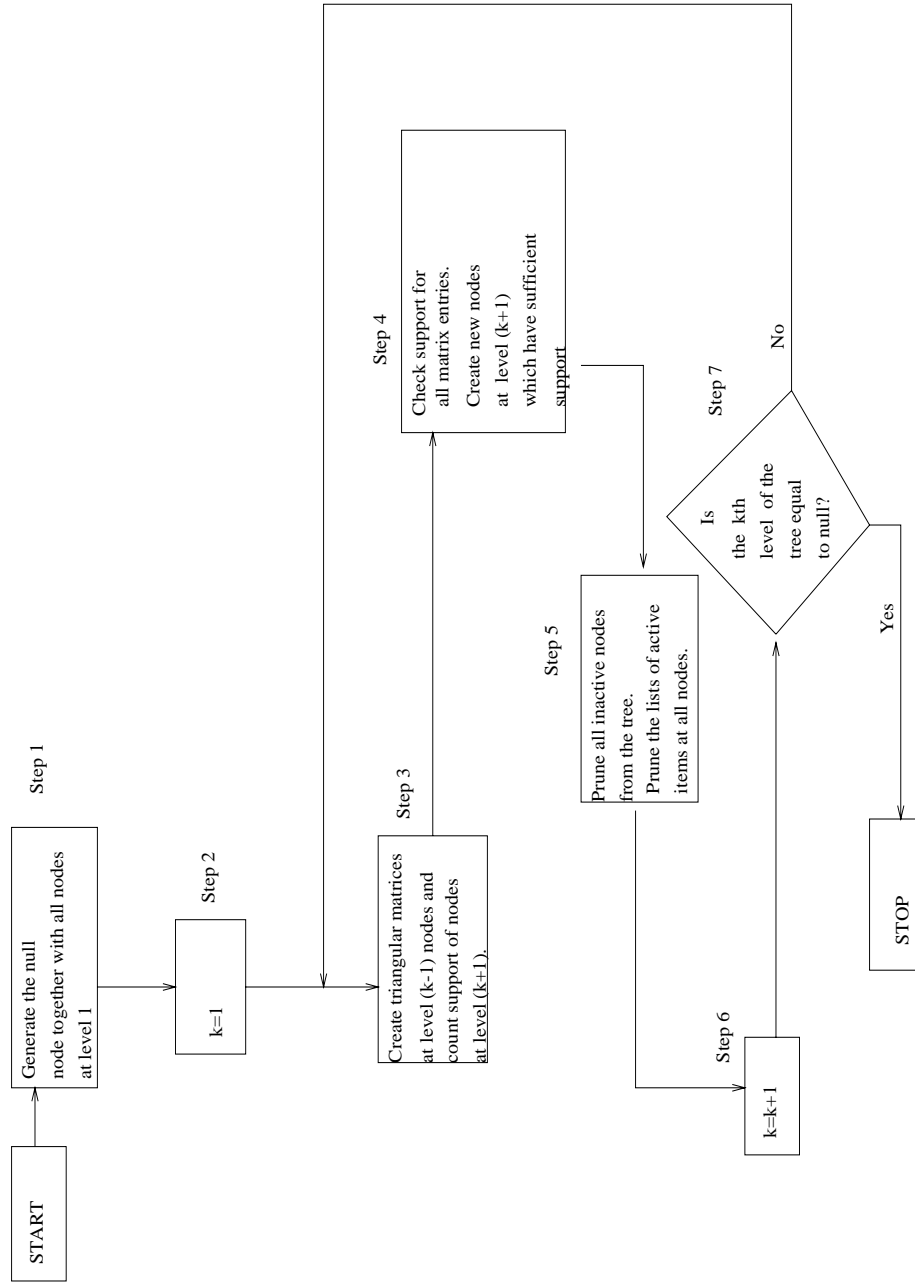 START
Step 1
Generate the null
node together with all nodes
at level 1
Step 2
k=1
Step 3
Create triangular matrices
at level (k-1) nodes and
count support of nodes
at level (k+1).
Step 4
Check support for
all matrix entries.
Create new nodes
at level (k+1)
which have sufficient
support
Step 5
Prune all inactive nodes
from the tree.
Prune the lists of active
items at all nodes.
Step 6
k=k+1
Step 7
Is
the kth
level of the
tree equal
to null?
No
Yes
STOP